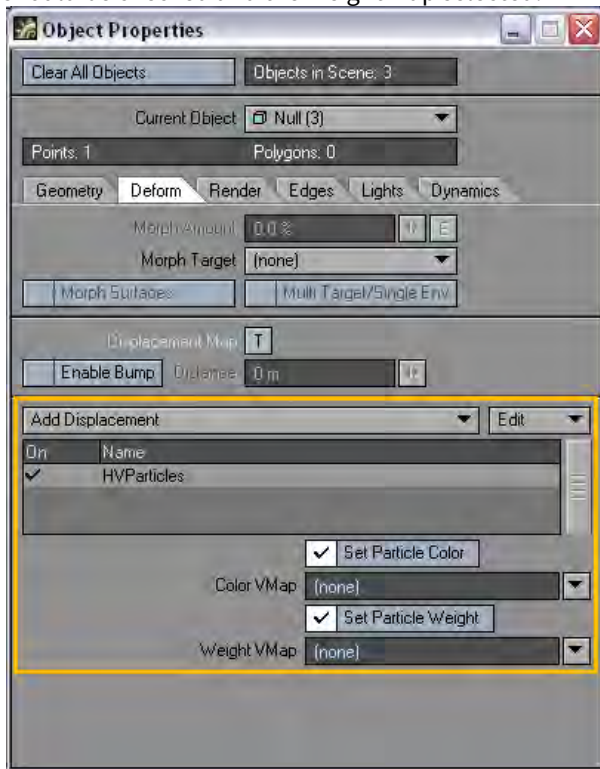 Object Properties
Clear All Objects Objects in Scene: 3
Current Object Null (3)
Points: 1 Polygons: 0
Geometry Deform Render Edges Lights Dynamics
Morph Amount 0.0 % E
Morph Target (none)
Morph Surfaces Multi Target/Single Env
Displacement Map T
Enable Bump Distance 0 m
Add Displacement Edit
On Name
HVParticles
Set Particle Color
Color VMap (none)
Set Particle Weight
Weight VMap (none)